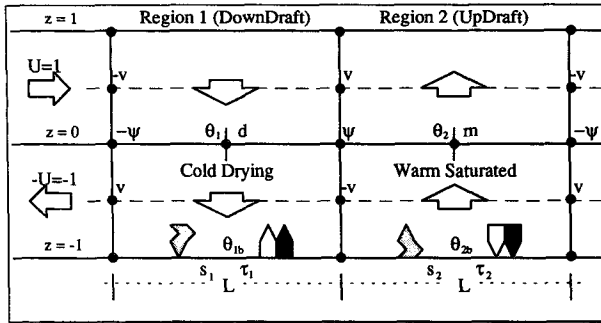 z = 1 Region 1 (DownDraft) Region 2 (UpDraft)
U=1
-v v -v
z = 0 -ψ θ₁ d ψ θ₂ m -ψ
Cold Drying Warm Saturated
-U=-1
v -v v
z = -1 θ₁b θ₂b
s₁ τ₁ s₂ τ₂
L L